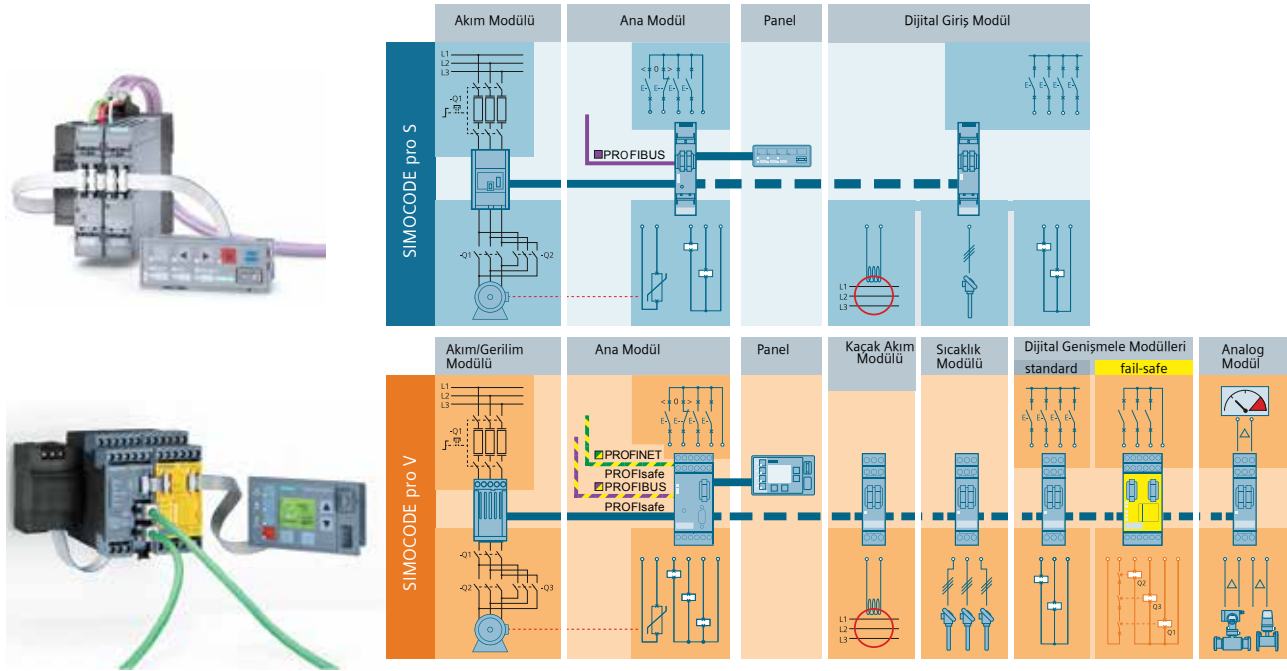 Akım Modülü
Ana Modül
Panel
Dijital Giriş Modül
SIMOCODE pro S
L1
L2
L3
-Q1
< 0 >
E-
E--
E-
E-
E-
E-
E-
PROFIBUS
-Q1
-Q2
L1
L2
L3
Akım/Gerilim
Modülü
Ana Modül
Panel
Kaçak Akım
Modülü
Sıcaklık
Modülü
Dijital Genişmele Modülleri
standard
fail-safe
Analog
Modül
SIMOCODE pro V
L1
L2
L3
-Q1
< 0 >
E-
E--
E-
E-
E-
E-
PROFINET
PROFIsafe
PROFIBUS
PROFIsafe
-Q1
-Q2
-Q3
L1
L2
L3
Q2
Q3
Q1